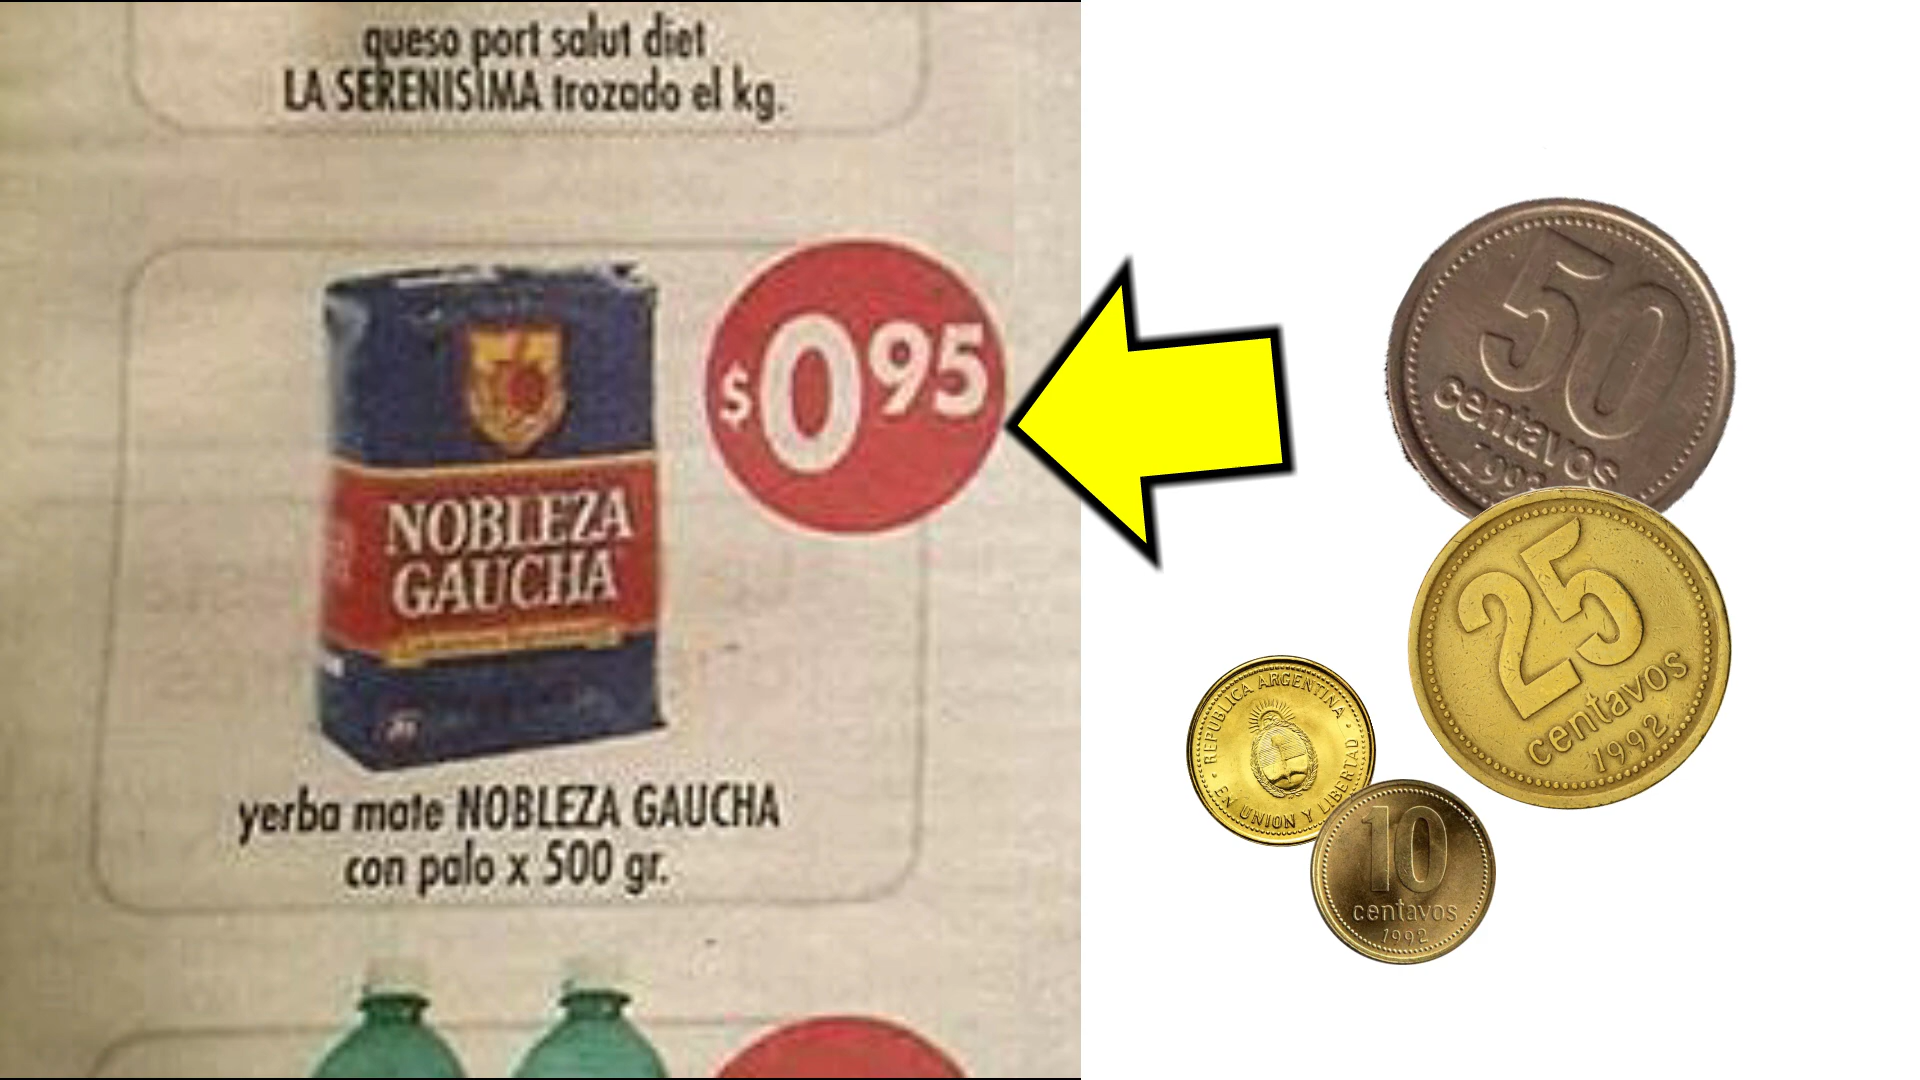 queso port salut diet
LA SERENISIMA trozado el kg.
$0.95
NOBLEZA
GAUCHA
yerba mate NOBLEZA GAUCHA
con palo x 500 gr.
50
centavos
25
centavos
1992
REPUBLICA ARGENTINA
EN UNION Y LIBERTAD
10
centavos
1992